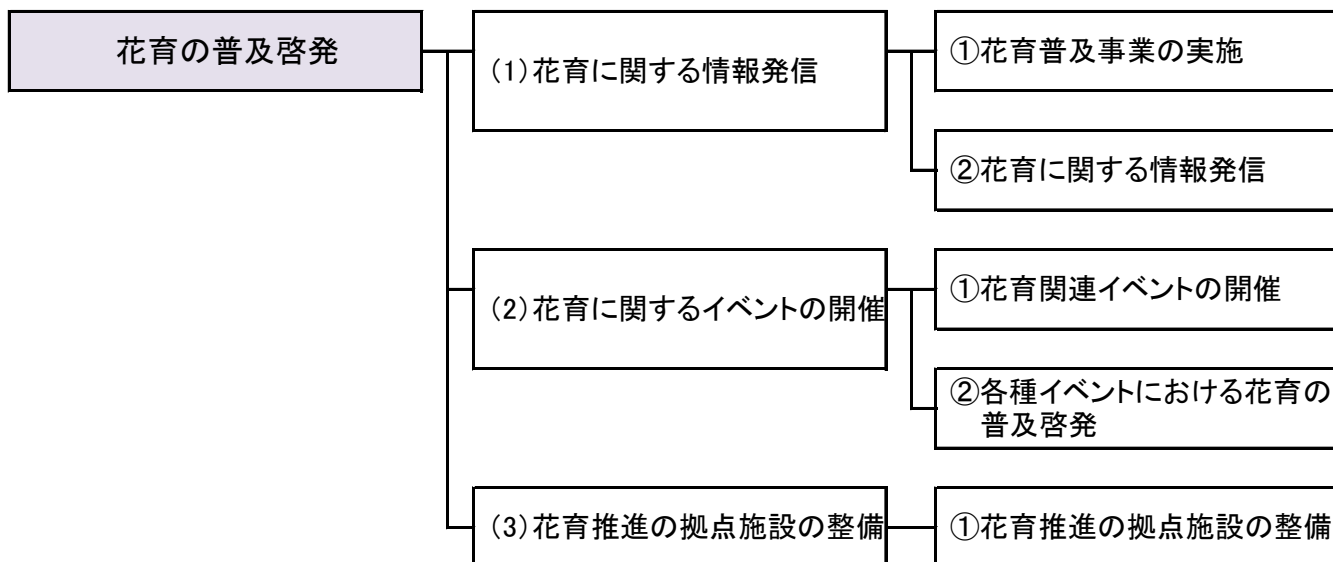 花育の普及啓発
(1)花育に関する情報発信
①花育普及事業の実施
②花育に関する情報発信
(2)花育に関するイベントの開催
①花育関連イベントの開催
②各種イベントにおける花育の
普及啓発
(3)花育推進の拠点施設の整備
①花育推進の拠点施設の整備